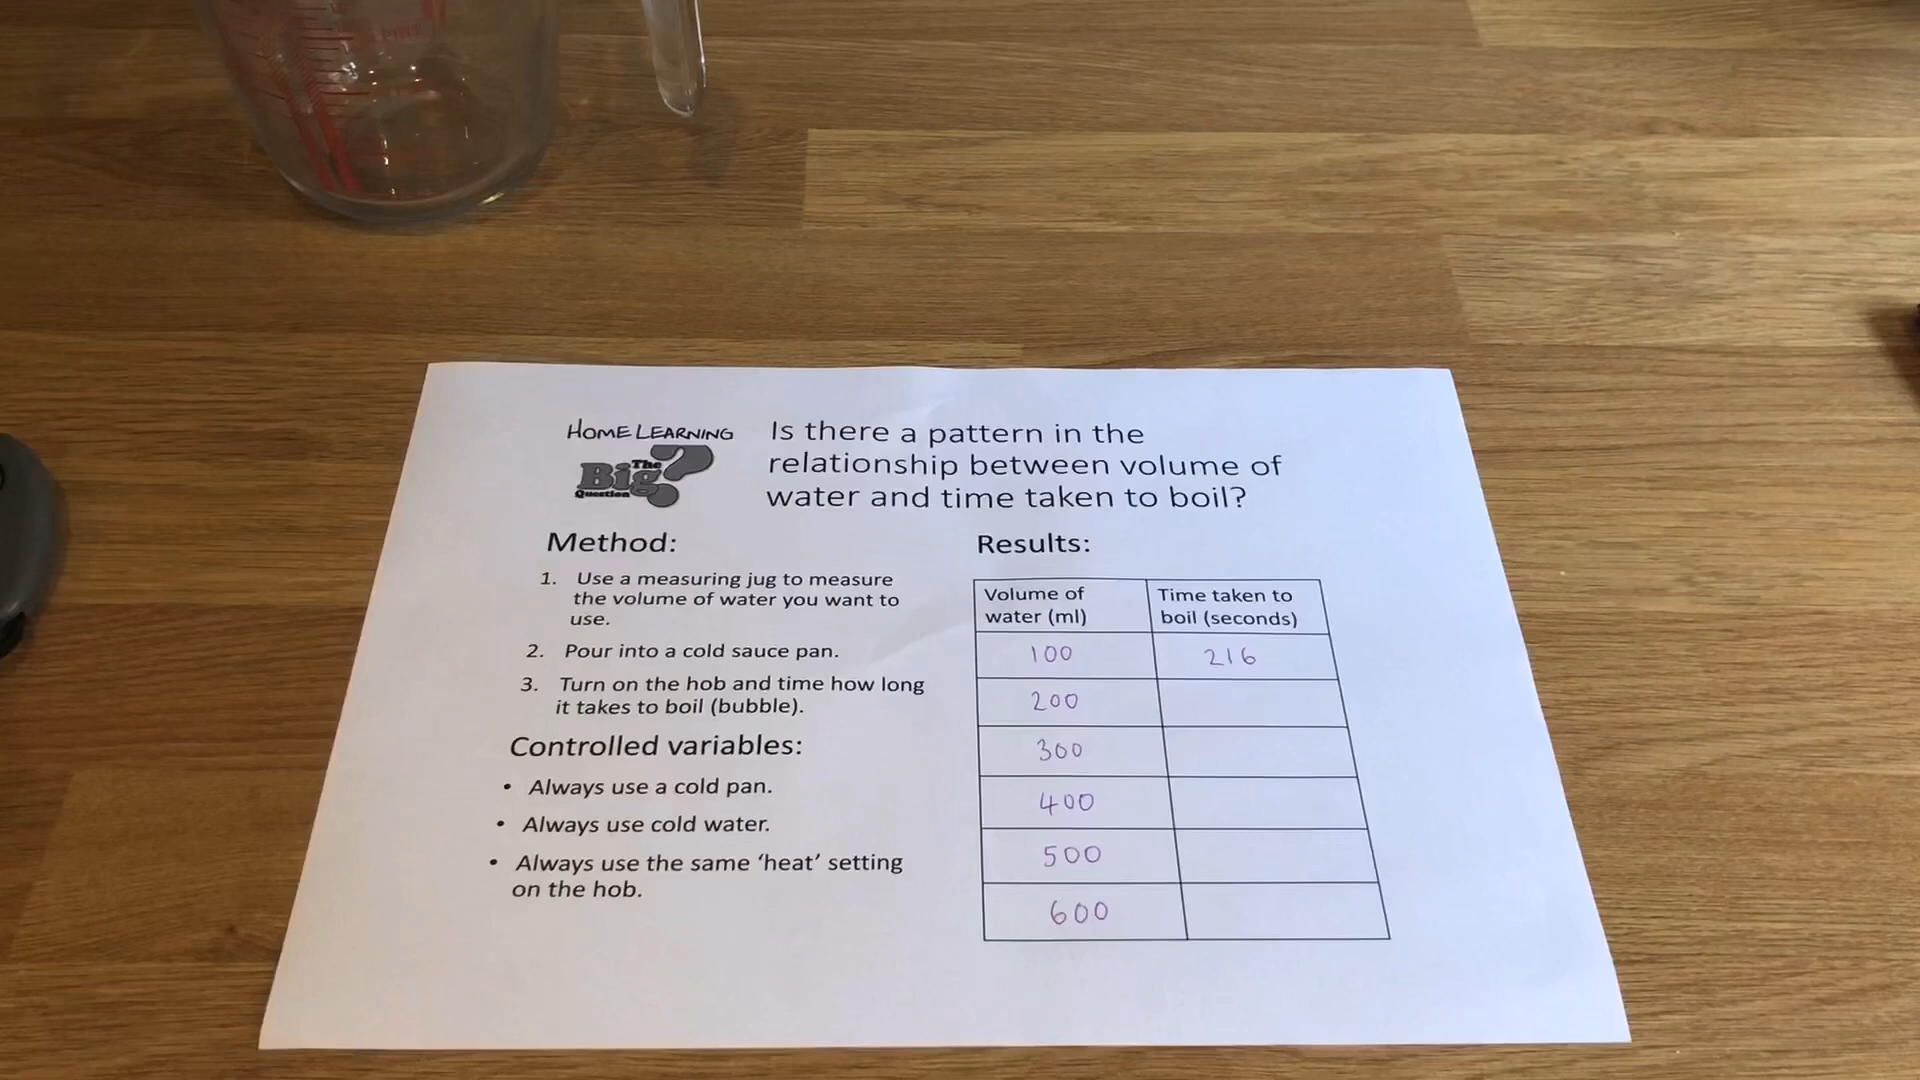 HOME LEARNING
The
Big
Question
Is there a pattern in the
relationship between volume of
water and time taken to boil?
Method:
1. Use a measuring jug to measure
the volume of water you want to
use.
2. Pour into a cold sauce pan.
3. Turn on the hob and time how long
it takes to boil (bubble).
Controlled variables:
• Always use a cold pan.
• Always use cold water.
• Always use the same ‘heat’ setting
on the hob.
Results:
Volume of water (ml) Time taken to boil (seconds)
100 216
200
300
400
500
600